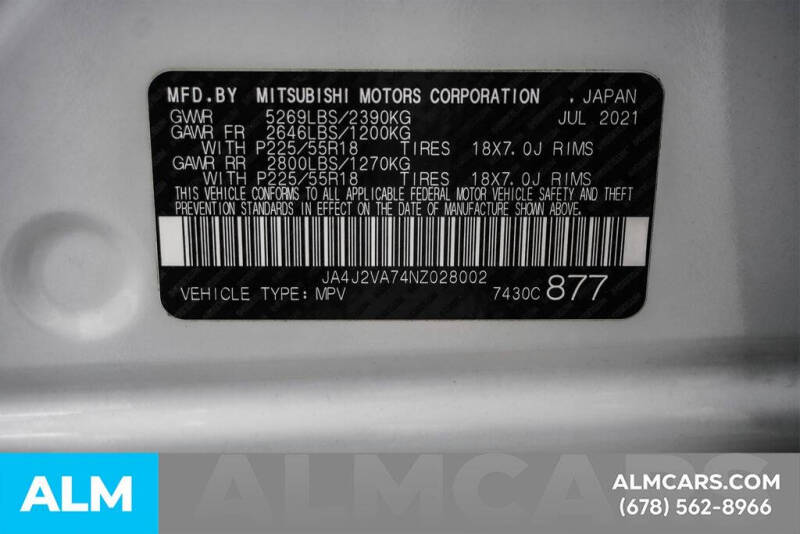 MFD.BY MITSUBISHI MOTORS CORPORATION . JAPAN
GVWR 5269LBS/2390KG JUL 2021
GAWR FR 2646LBS/1200KG
WITH P225/55R18 TIRES 18X7.0J RIMS
GAWR RR 2800LBS/1270KG
WITH P225/55R18 TIRES 18X7.0J RIMS
THIS VEHICLE CONFORMS TO ALL APPLICABLE FEDERAL MOTOR VEHICLE SAFETY AND THEFT
PREVENTION STANDARDS IN EFFECT ON THE DATE OF MANUFACTURE SHOWN ABOVE.
JA4J2VA74NZ028002
VEHICLE TYPE:MPV 7430C 877
ALM
ALMCARS
ALMCARS.COM
(678) 562-8966